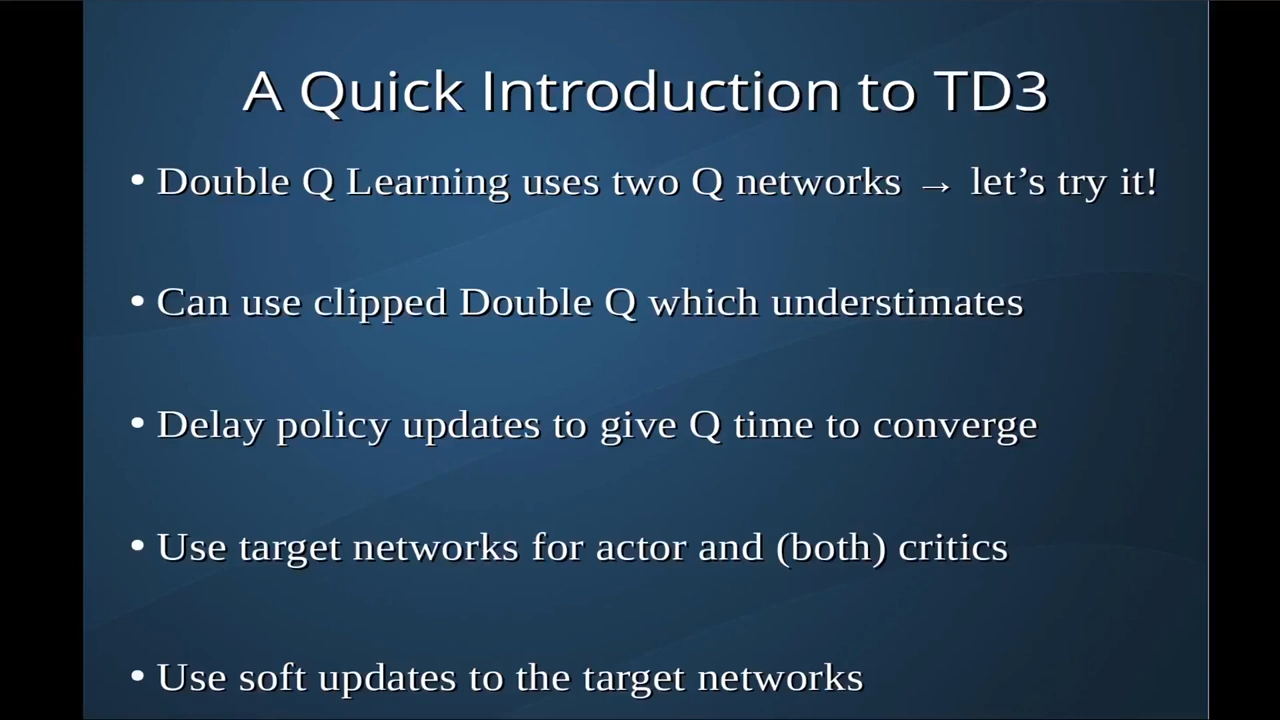 A Quick Introduction to TD3
• Double Q Learning uses two Q networks → let’s try it!
• Can use clipped Double Q which understimates
• Delay policy updates to give Q time to converge
• Use target networks for actor and (both) critics
• Use soft updates to the target networks